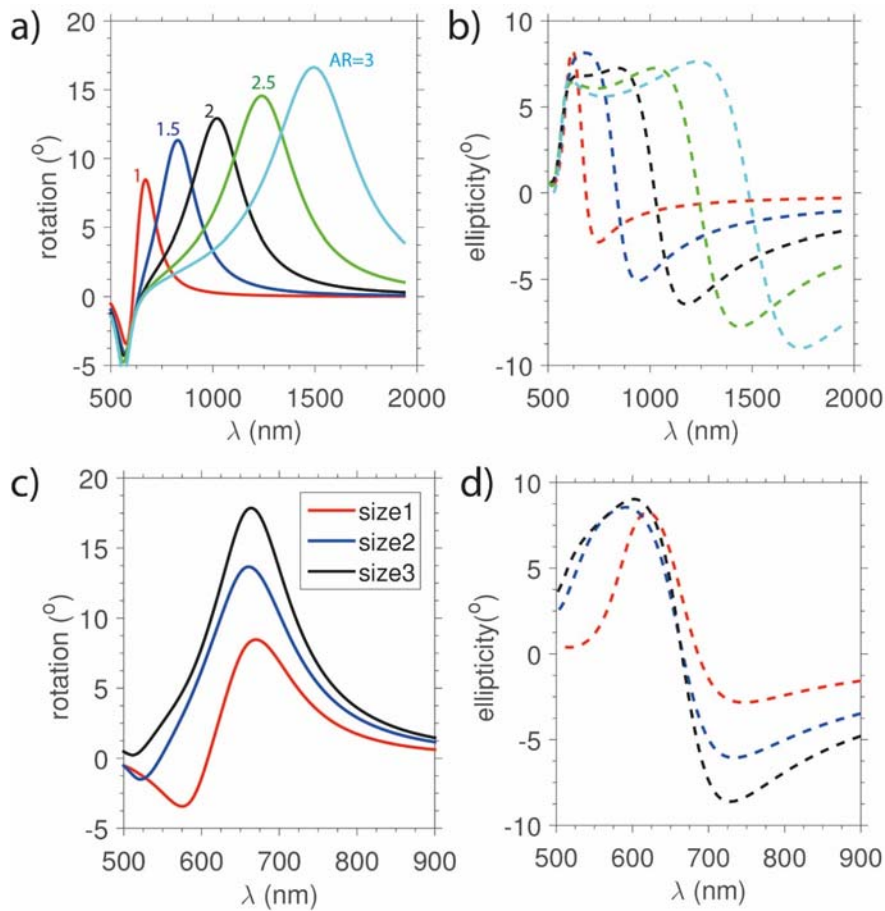 a)
20
15
10
5
0
-5
rotation (°)
1
1.5
2
2.5
AR=3
500
1000
1500
2000
λ (nm)
b)
10
5
0
-5
-10
ellipticity(°)
500
1000
1500
2000
λ (nm)
c)
20
15
10
5
0
-5
rotation (°)
size1
size2
size3
500
600
700
800
900
λ (nm)
d)
10
5
0
-5
-10
ellipticity(°)
500
600
700
800
900
λ (nm)